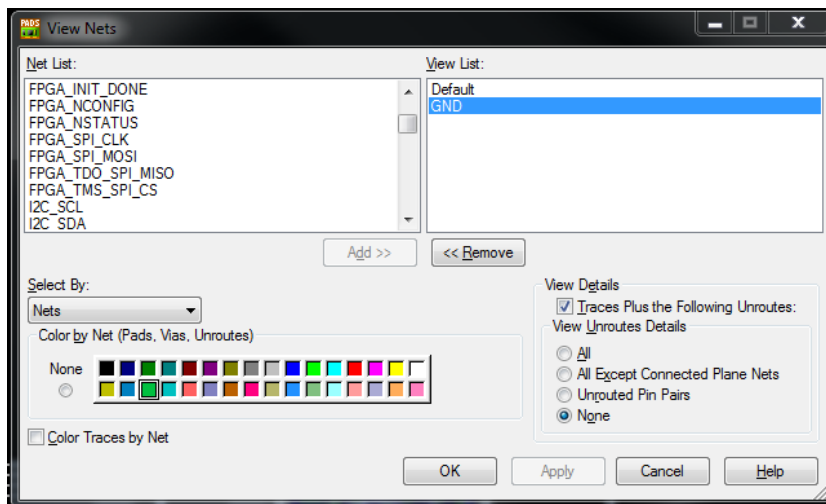 PADS
View Nets
Net List:
FPGA_INIT_DONE
FPGA_NCONFIG
FPGA_NSTATUS
FPGA_SPI_CLK
FPGA_SPI_MOSI
FPGA_TDO_SPI_MISO
FPGA_TMS_SPI_CS
I2C_SCL
I2C_SDA
View List:
Default
GND
Add >>
<< Remove
Select By:
Nets
Color by Net (Pads, Vias, Unroutes)
None
Color Traces by Net
View Details
Traces Plus the Following Unroutes:
View Unroutes Details
All
All Except Connected Plane Nets
Unrouted Pin Pairs
None
OK
Apply
Cancel
Help